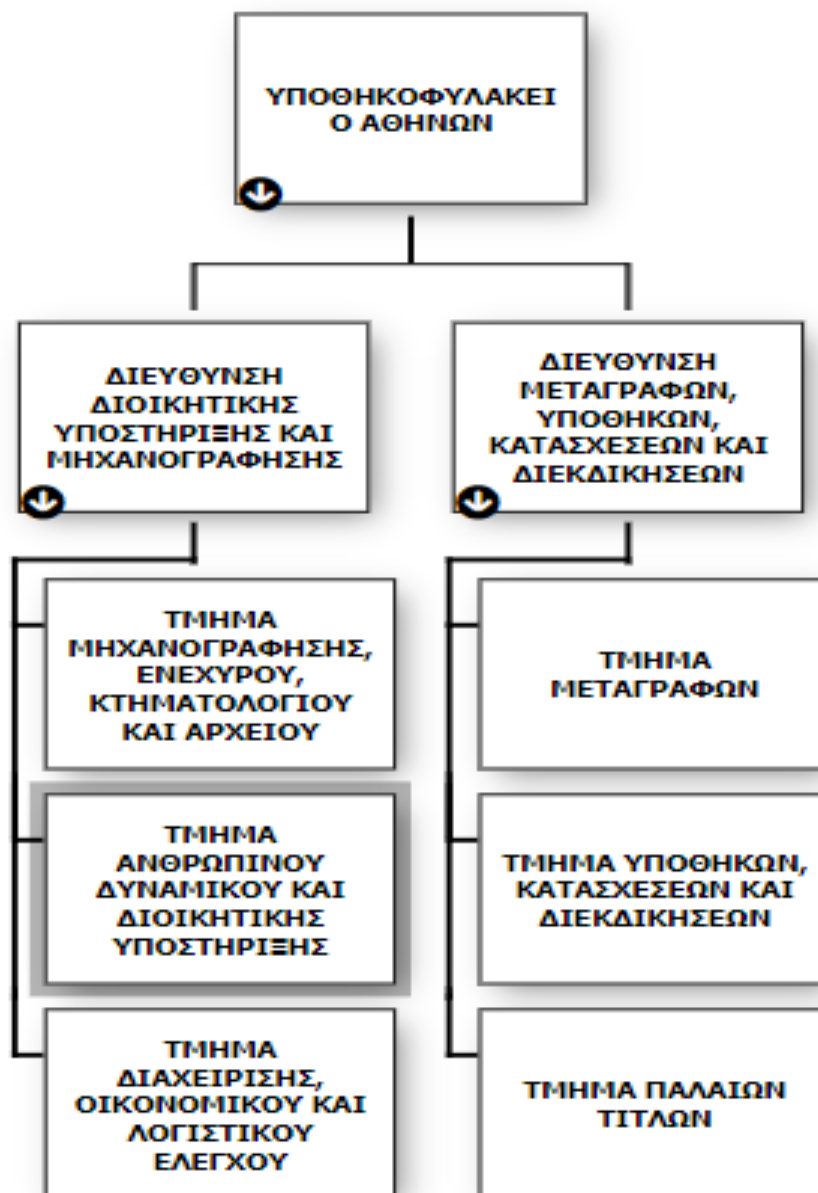 ΥΠΟΘΗΚΟΦΥΛΑΚΕΙ
Ο ΑΘΗΝΩΝ
ΔΙΕΥΘΥΝΣΗ
ΔΙΟΙΚΗΤΙΚΗΣ
ΥΠΟΣΤΗΡΙΞΗΣ ΚΑΙ
ΜΗΧΑΝΟΓΡΑΦΗΣΗΣ
ΔΙΕΥΘΥΝΣΗ
ΜΕΤΑΓΡΑΦΩΝ,
ΥΠΟΘΗΚΩΝ,
ΚΑΤΑΣΧΕΣΕΩΝ ΚΑΙ
ΔΙΕΚΔΙΚΗΣΕΩΝ
ΤΜΗΜΑ
ΜΗΧΑΝΟΓΡΑΦΗΣΗΣ,
ΕΝΕΧΥΡΟΥ,
ΚΤΗΜΑΤΟΛΟΓΙΟΥ
ΚΑΙ ΑΡΧΕΙΟΥ
ΤΜΗΜΑ
ΑΝΘΡΩΠΙΝΟΥ
ΔΥΝΑΜΙΚΟΥ ΚΑΙ
ΔΙΟΙΚΗΤΙΚΗΣ
ΥΠΟΣΤΗΡΙΞΗΣ
ΤΜΗΜΑ
ΔΙΑΧΕΙΡΙΣΗΣ,
ΟΙΚΟΝΟΜΙΚΟΥ ΚΑΙ
ΛΟΓΙΣΤΙΚΟΥ
ΕΛΕΓΧΟΥ
ΤΜΗΜΑ
ΜΕΤΑΓΡΑΦΩΝ
ΤΜΗΜΑ ΥΠΟΘΗΚΩΝ,
ΚΑΤΑΣΧΕΣΕΩΝ ΚΑΙ
ΔΙΕΚΔΙΚΗΣΕΩΝ
ΤΜΗΜΑ ΠΑΛΑΙΩΝ
ΤΙΤΛΩΝ